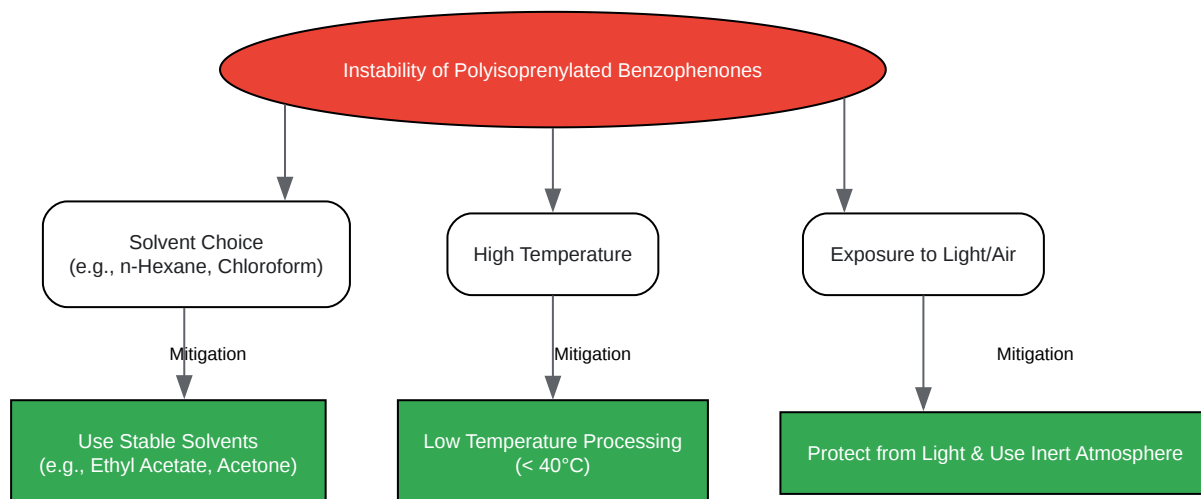 Instability of Polyisoprenylated Benzophenones
Solvent Choice
(e.g., n-Hexane, Chloroform)
High Temperature
Exposure to Light/Air
Mitigation
Mitigation
Mitigation
Use Stable Solvents
(e.g., Ethyl Acetate, Acetone)
Low Temperature Processing
(< 40°C)
Protect from Light & Use Inert Atmosphere